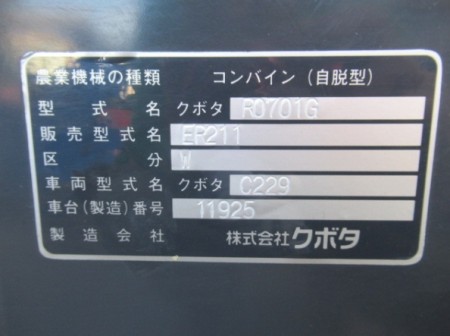 農業機械の種類 コンバイン(自脱型)
型式名 クボタ RO701G
販売型式名 ER211
区分 W
車両型式名 クボタ C229
車台(製造)番号 11925
製造会社 株式会社クボタ